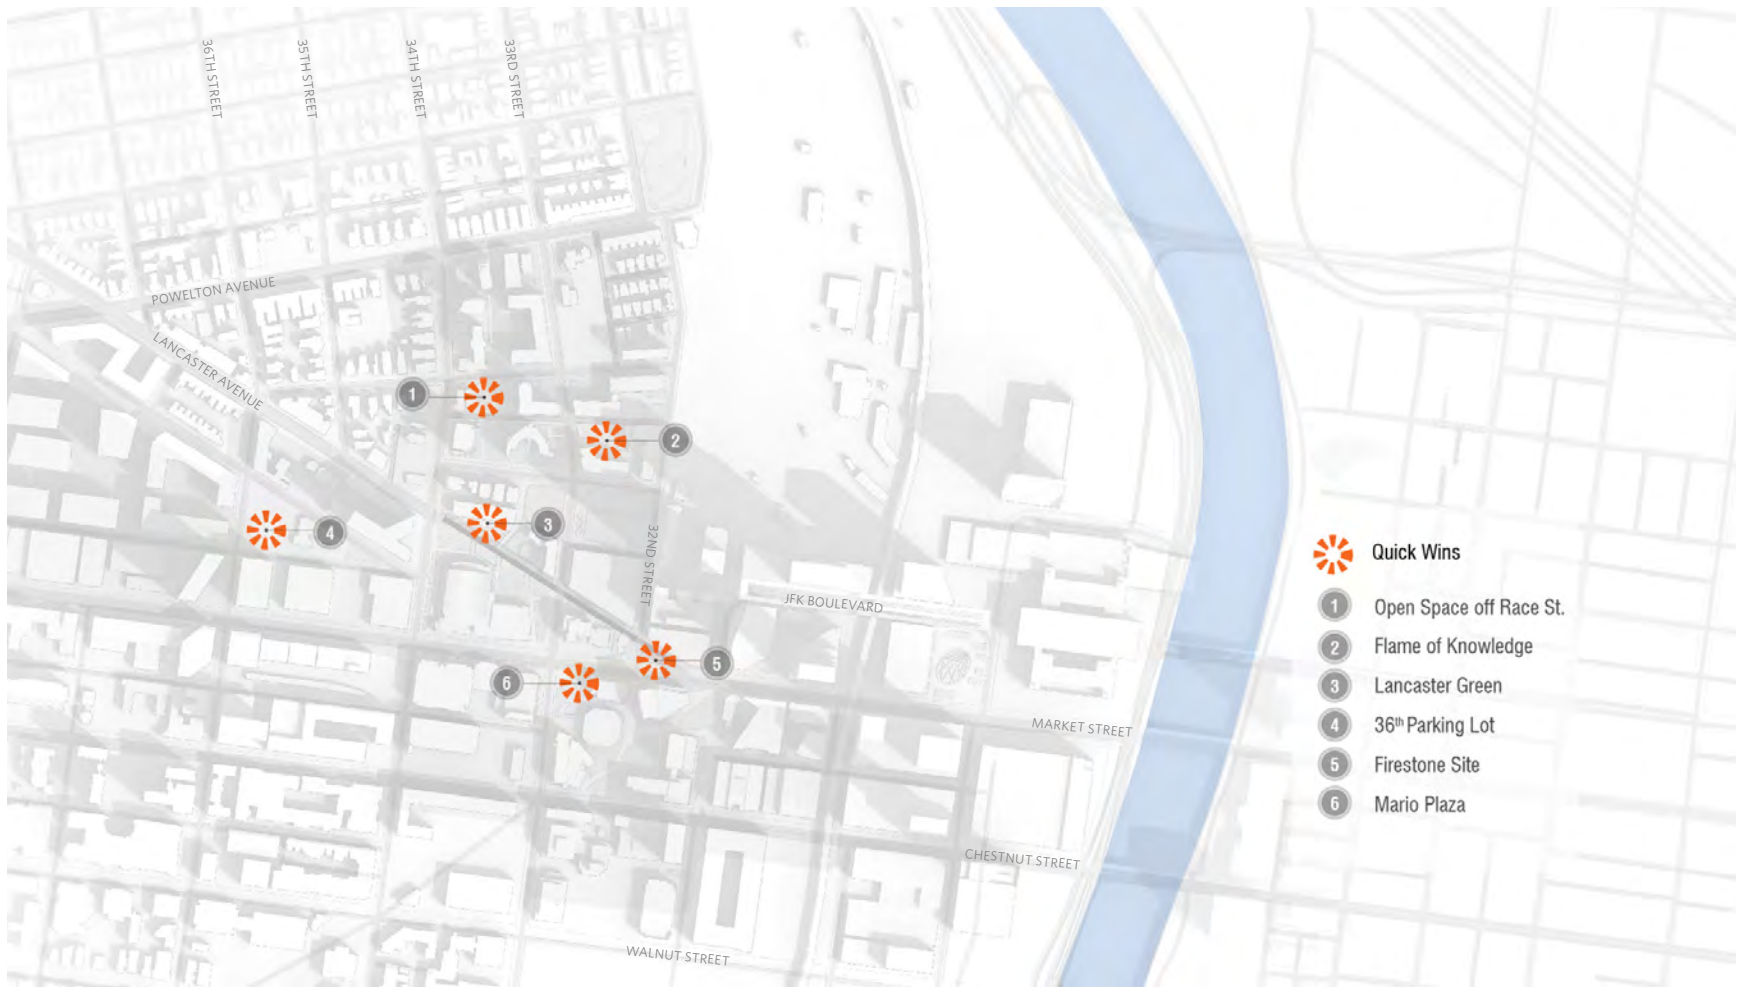 36TH STREET
35TH STREET
34TH STREET
33RD STREET
POWELTON AVENUE
LANCASTER AVENUE
1
2
3
4
32ND STREET
JFK BOULEVARD
5
6
MARKET STREET
CHESTNUT STREET
WALNUT STREET
Quick Wins
1 Open Space off Race St.
2 Flame of Knowledge
3 Lancaster Green
4 36th Parking Lot
5 Firestone Site
6 Mario Plaza